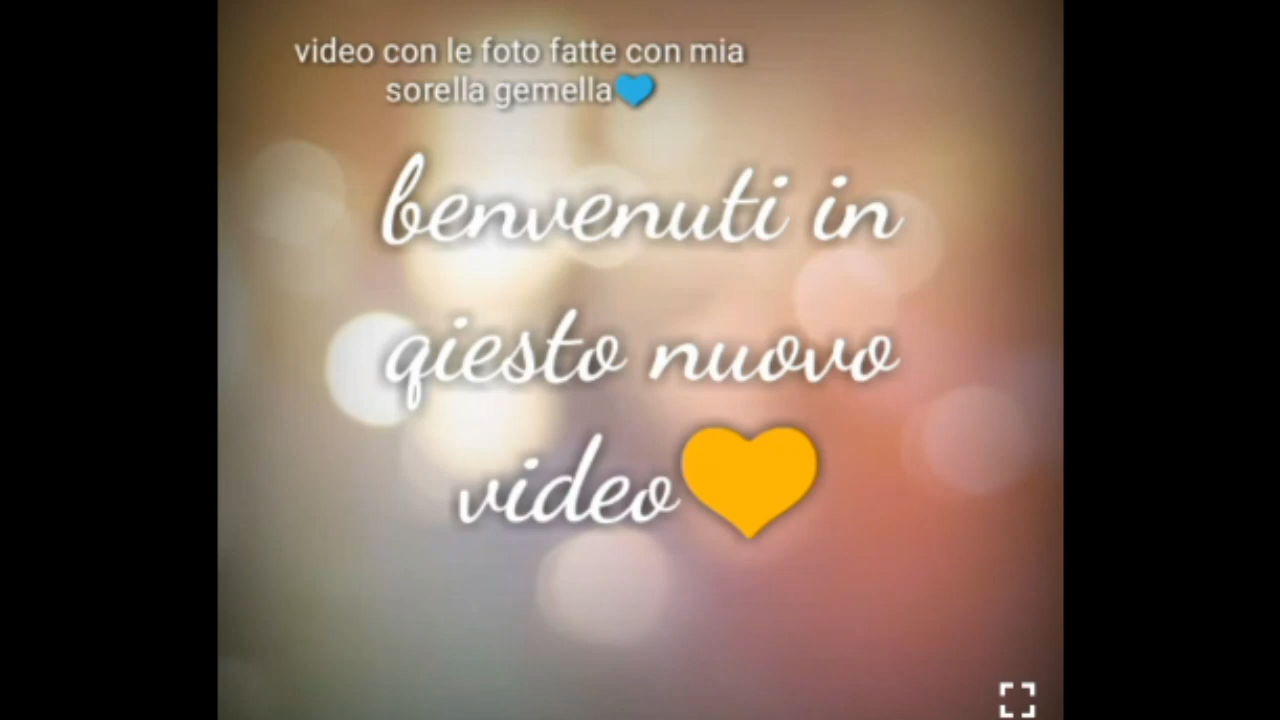 video con le foto fatte con mia
sorella gemella💙
benvenuti in
qiesto nuovo
video💛